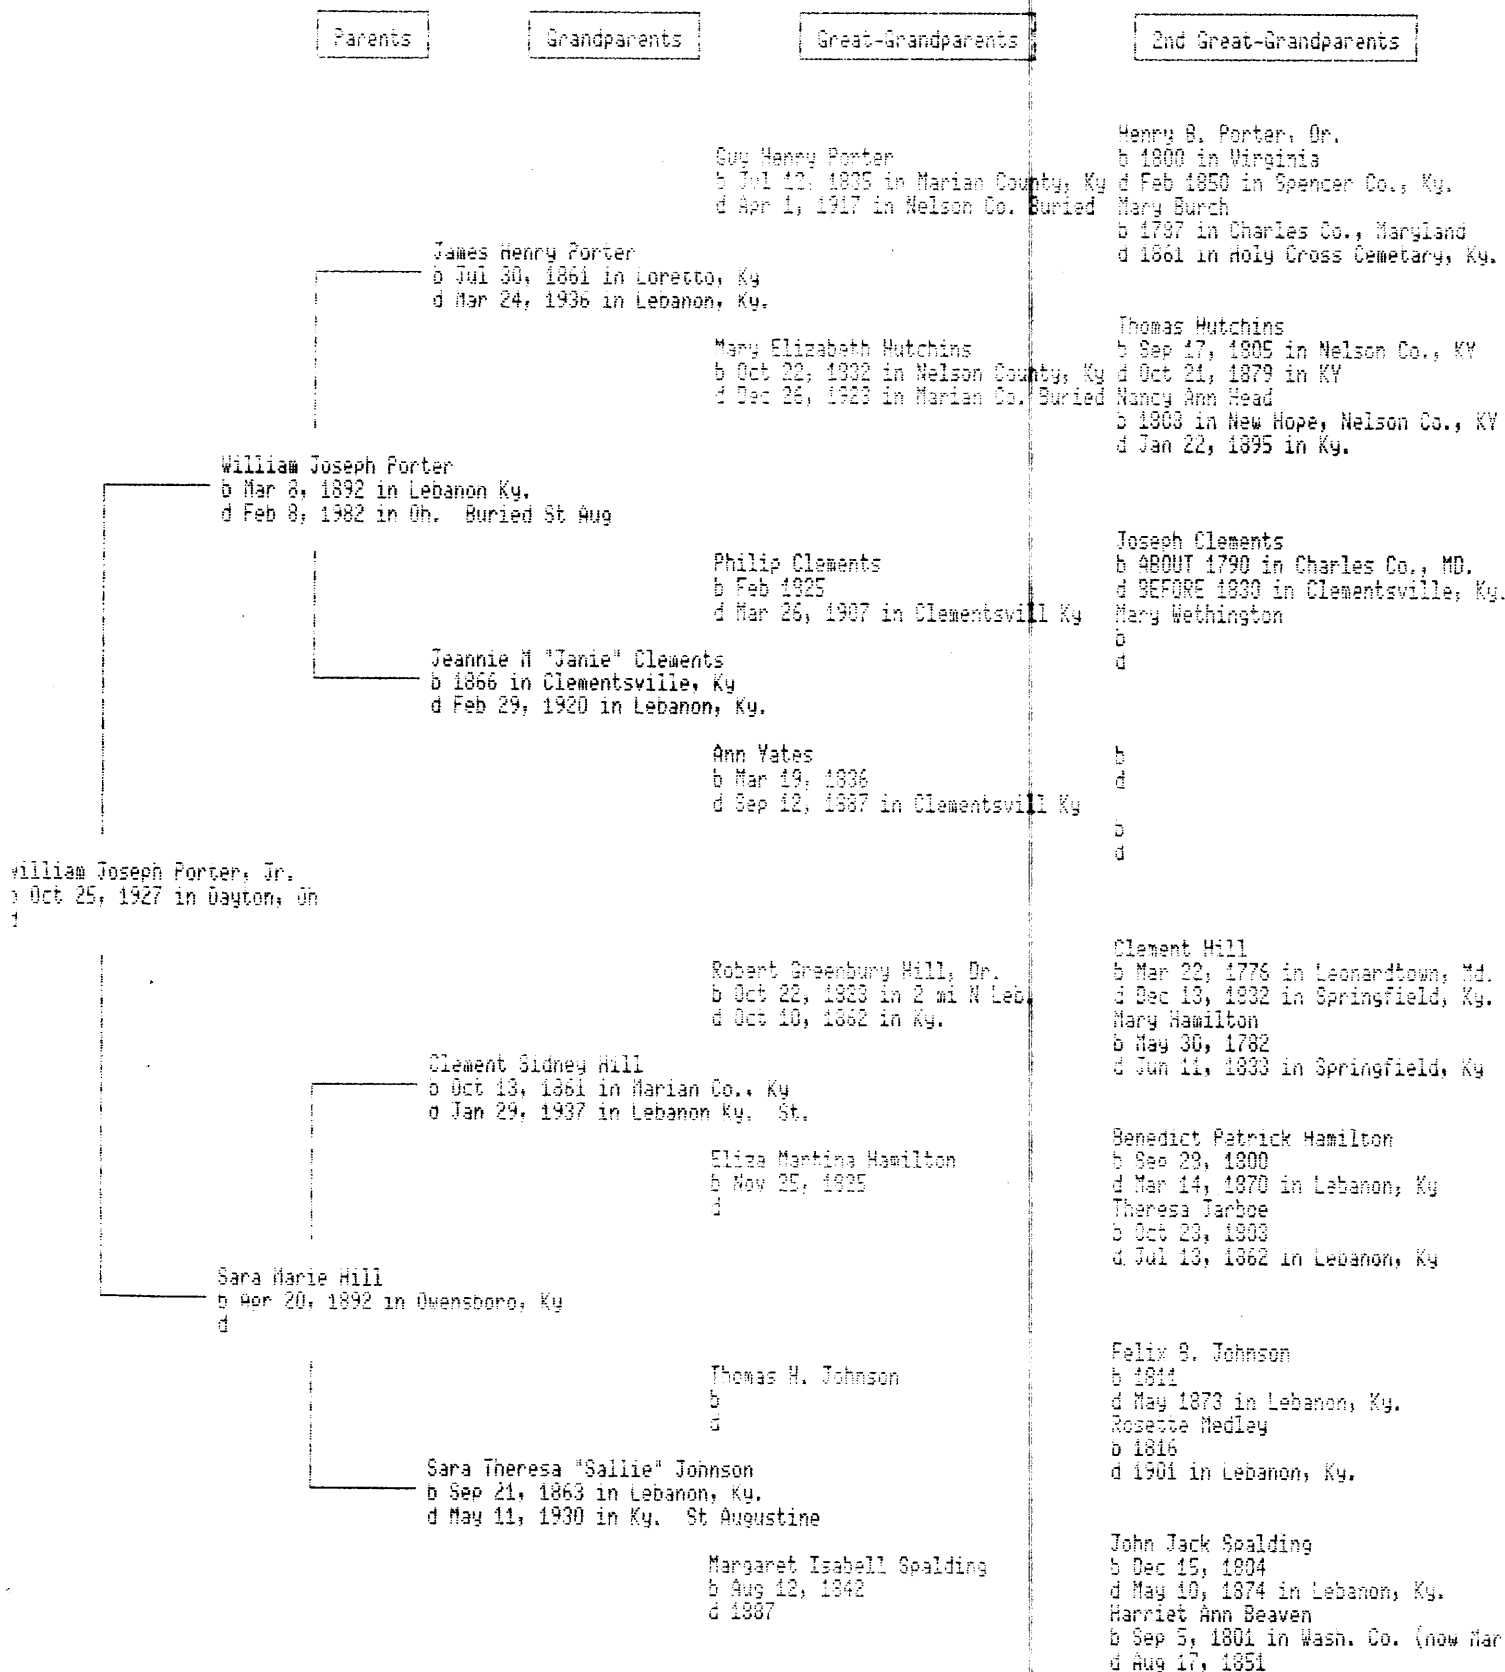 Parents
Grandparents
Great-Grandparents
2nd Great-Grandparents
Henry B. Porter, Dr.
b 1800 in Virginia
d Feb 1850 in Spencer Co., Ky.
Mary Burch
b 1797 in Charles Co., Maryland
d 1861 in Holy Cross Cemetary, Ky.
Guy Henry Porter
b Jul 12, 1835 in Marian County, Ky
d Apr 1, 1917 in Nelson Co. Buried
James Henry Porter
b Jul 30, 1861 in Loretto, Ky
d Mar 24, 1936 in Lebanon, Ky.
Thomas Hutchins
b Sep 17, 1805 in Nelson Co., KY
d Oct 21, 1879 in KY
Nancy Ann Head
b 1803 in New Hope, Nelson Co., KY
d Jan 22, 1895 in Ky.
Mary Elizabeth Hutchins
b Oct 22, 1832 in Nelson County, Ky
d Dec 26, 1923 in Marian Co. Buried
William Joseph Porter
b Mar 8, 1892 in Lebanon Ky.
d Feb 8, 1982 in Oh. Buried St Aug
Joseph Clements
b ABOUT 1790 in Charles Co., MD.
d BEFORE 1830 in Clementsville, Ky.
Mary Wethington
b
d
Philip Clements
b Feb 1825
d Mar 26, 1907 in Clementsvill Ky
Jeannie M "Janie" Clements
b 1866 in Clementsville, Ky
d Feb 29, 1920 in Lebanon, Ky.
Ann Yates
b Mar 19, 1836
d Sep 12, 1887 in Clementsvill Ky
b
d
b
d
William Joseph Porter, Jr.
b Oct 25, 1927 in Dayton, Oh
d
Clement Hill
b Mar 22, 1776 in Leonardtown, Md.
d Dec 13, 1832 in Springfield, Ky.
Mary Hamilton
b May 30, 1782
d Jun 11, 1833 in Springfield, Ky
Robert Greenbury Hill, Dr.
b Oct 22, 1823 in 2 mi N Leb.
d Oct 10, 1862 in Ky.
Clement Sidney Hill
b Oct 13, 1861 in Marian Co., Ky
d Jan 29, 1937 in Lebanon Ky. St.
Benedict Patrick Hamilton
b Sep 29, 1800
d Mar 14, 1870 in Lebanon, Ky
Theresa Jarboe
b Oct 23, 1803
d Jul 13, 1862 in Lebanon, Ky
Eliza Martina Hamilton
b Nov 25, 1825
d
Sara Marie Hill
b Apr 20, 1892 in Owensboro, Ky
d
Felix B. Johnson
b 1811
d May 1873 in Lebanon, Ky.
Rosette Medley
b 1816
d 1901 in Lebanon, Ky.
Thomas H. Johnson
b
d
Sara Theresa "Sallie" Johnson
b Sep 21, 1863 in Lebanon, Ky.
d May 11, 1930 in Ky. St Augustine
John Jack Spalding
b Dec 15, 1804
d May 10, 1874 in Lebanon, Ky.
Harriet Ann Beaven
b Sep 5, 1801 in Wash. Co. (now Mar
d Aug 17, 1851
Margaret Isabell Spalding
b Aug 12, 1842
d 1887